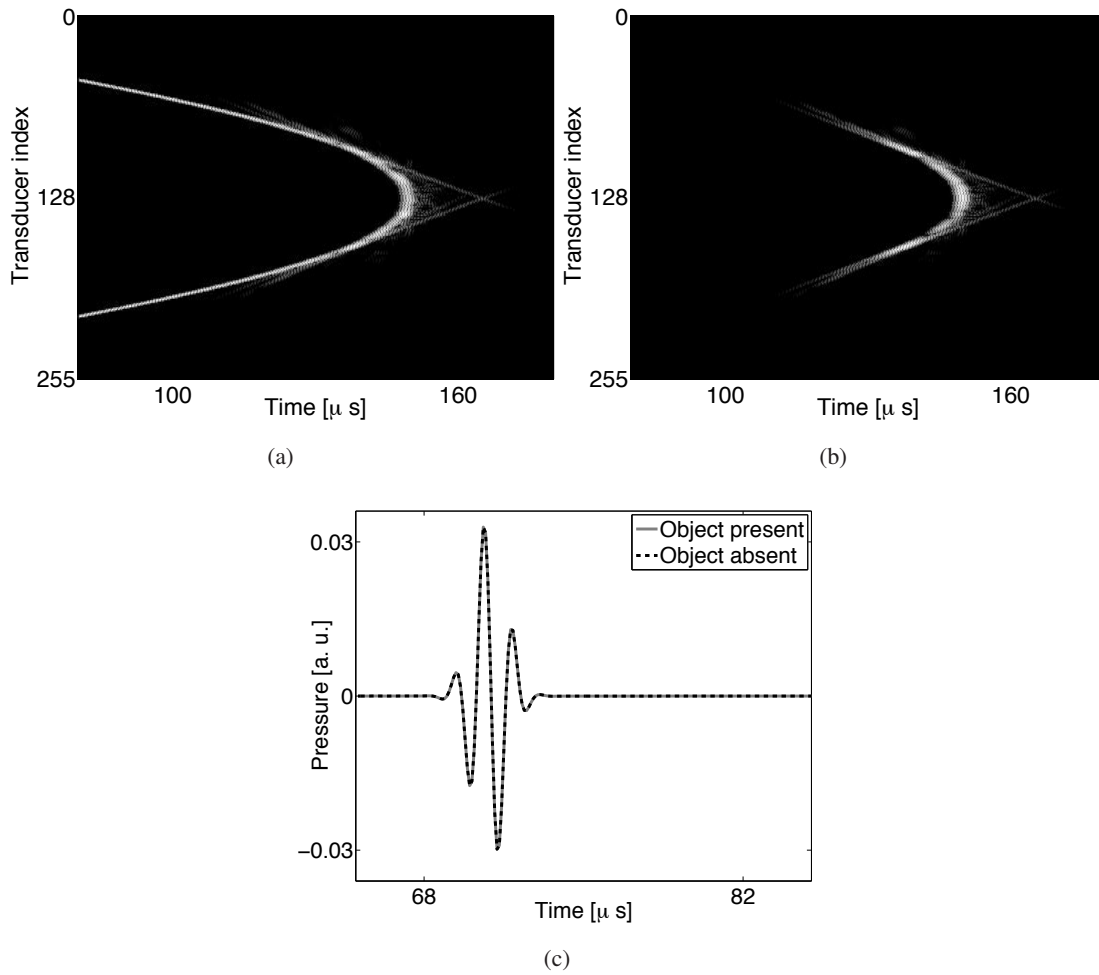 0
128
255
Transducer index
100
160
Time [μ s]
(a)
0
128
255
Transducer index
100
160
Time [μ s]
(b)
Object present
Object absent
0.03
0
−0.03
Pressure [a. u.]
68
82
Time [μ s]
(c)